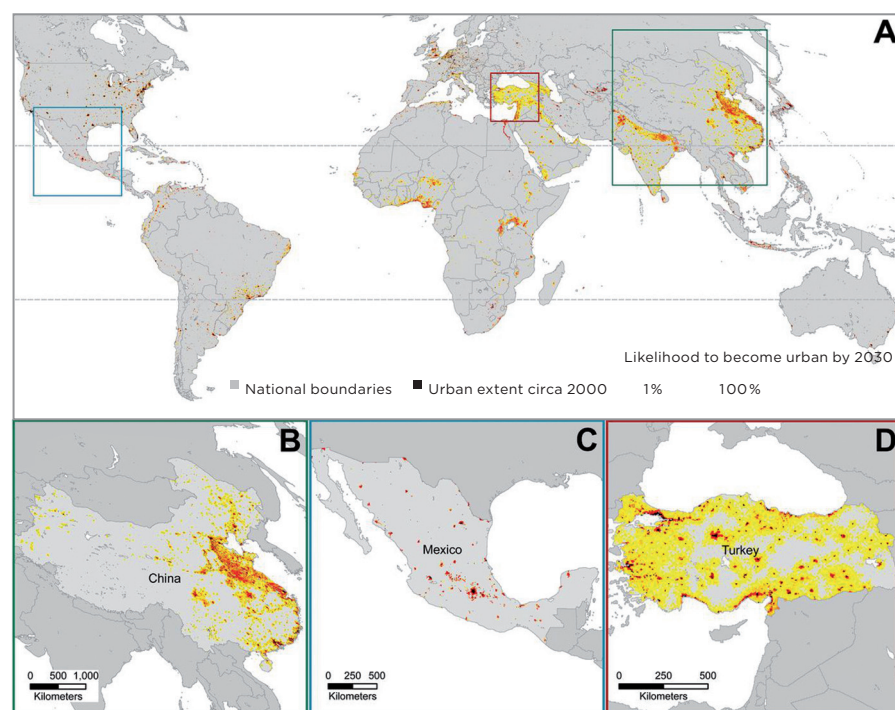 A
Likelihood to become urban by 2030
National boundaries Urban extent circa 2000 1% 100%
B
China
0 500 1,000
Kilometers
C
Mexico
0 250 500
Kilometers
D
Turkey
0 250 500
Kilometers